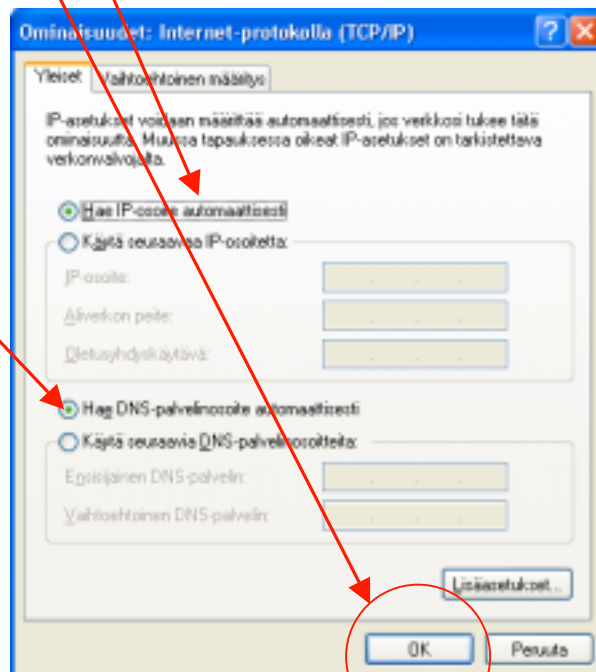 Ominaisuudet: Internet-protokolla (TCP/IP)
Yleiset Vaihtoehtoinen määritys
IP-asetukset voidaan määrittää automaattisesti, jos verkkosi tukee tätä
ominaisuutta. Muussa tapauksessa oikeat IP-asetukset on tarkistettava
verkonvalvojalta.
Hae IP-osoite automaattisesti
Käytä seuraavaa IP-osoitetta:
IP-osoite:
Aliverkon peite:
Oletusyhdyskäytävä:
Hae DNS-palvelinosoite automaattisesti
Käytä seuraavia DNS-palvelinosoitteita:
Ensisijainen DNS-palvelin:
Vaihtoehtoinen DNS-palvelin:
Lisäasetukset...
OK Peruuta